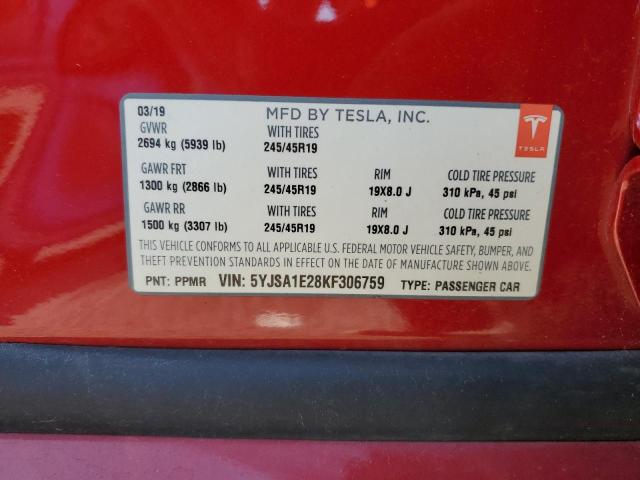 03/19 MFD BY TESLA, INC.
GVWR WITH TIRES
2694 kg (5939 lb) 245/45R19
TESLA
GAWR FRT WITH TIRES RIM COLD TIRE PRESSURE
1300 kg (2866 lb) 245/45R19 19X8.0 J 310 kPa, 45 psi
GAWR RR WITH TIRES RIM COLD TIRE PRESSURE
1500 kg (3307 lb) 245/45R19 19X8.0 J 310 kPa, 45 psi
THIS VEHICLE CONFORMS TO ALL APPLICABLE U.S. FEDERAL MOTOR VEHICLE SAFETY, BUMPER, AND
THEFT PREVENTION STANDARDS IN EFFECT ON THE DATE OF MANUFACTURE SHOWN ABOVE.
PNT: PPMR VIN: 5YJSA1E28KF306759 TYPE: PASSENGER CAR